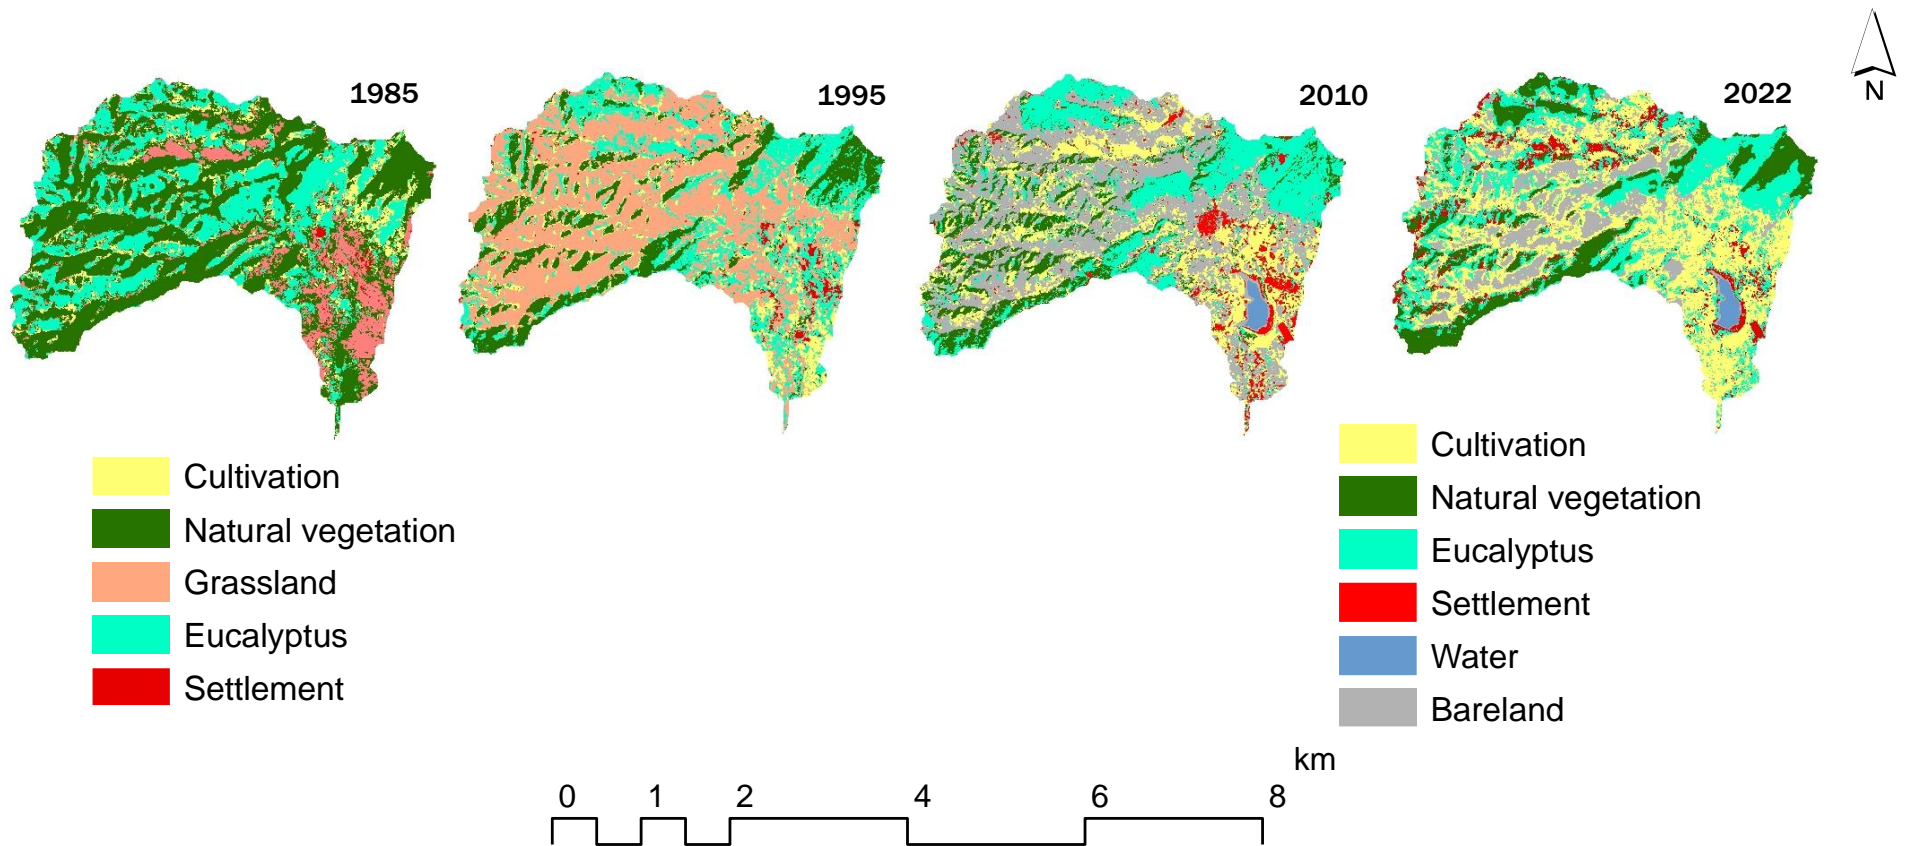 1985
1995
2010
2022
N
Cultivation
Natural vegetation
Grassland
Eucalyptus
Settlement
Cultivation
Natural vegetation
Eucalyptus
Settlement
Water
Bareland
km
0 1 2 4 6 8